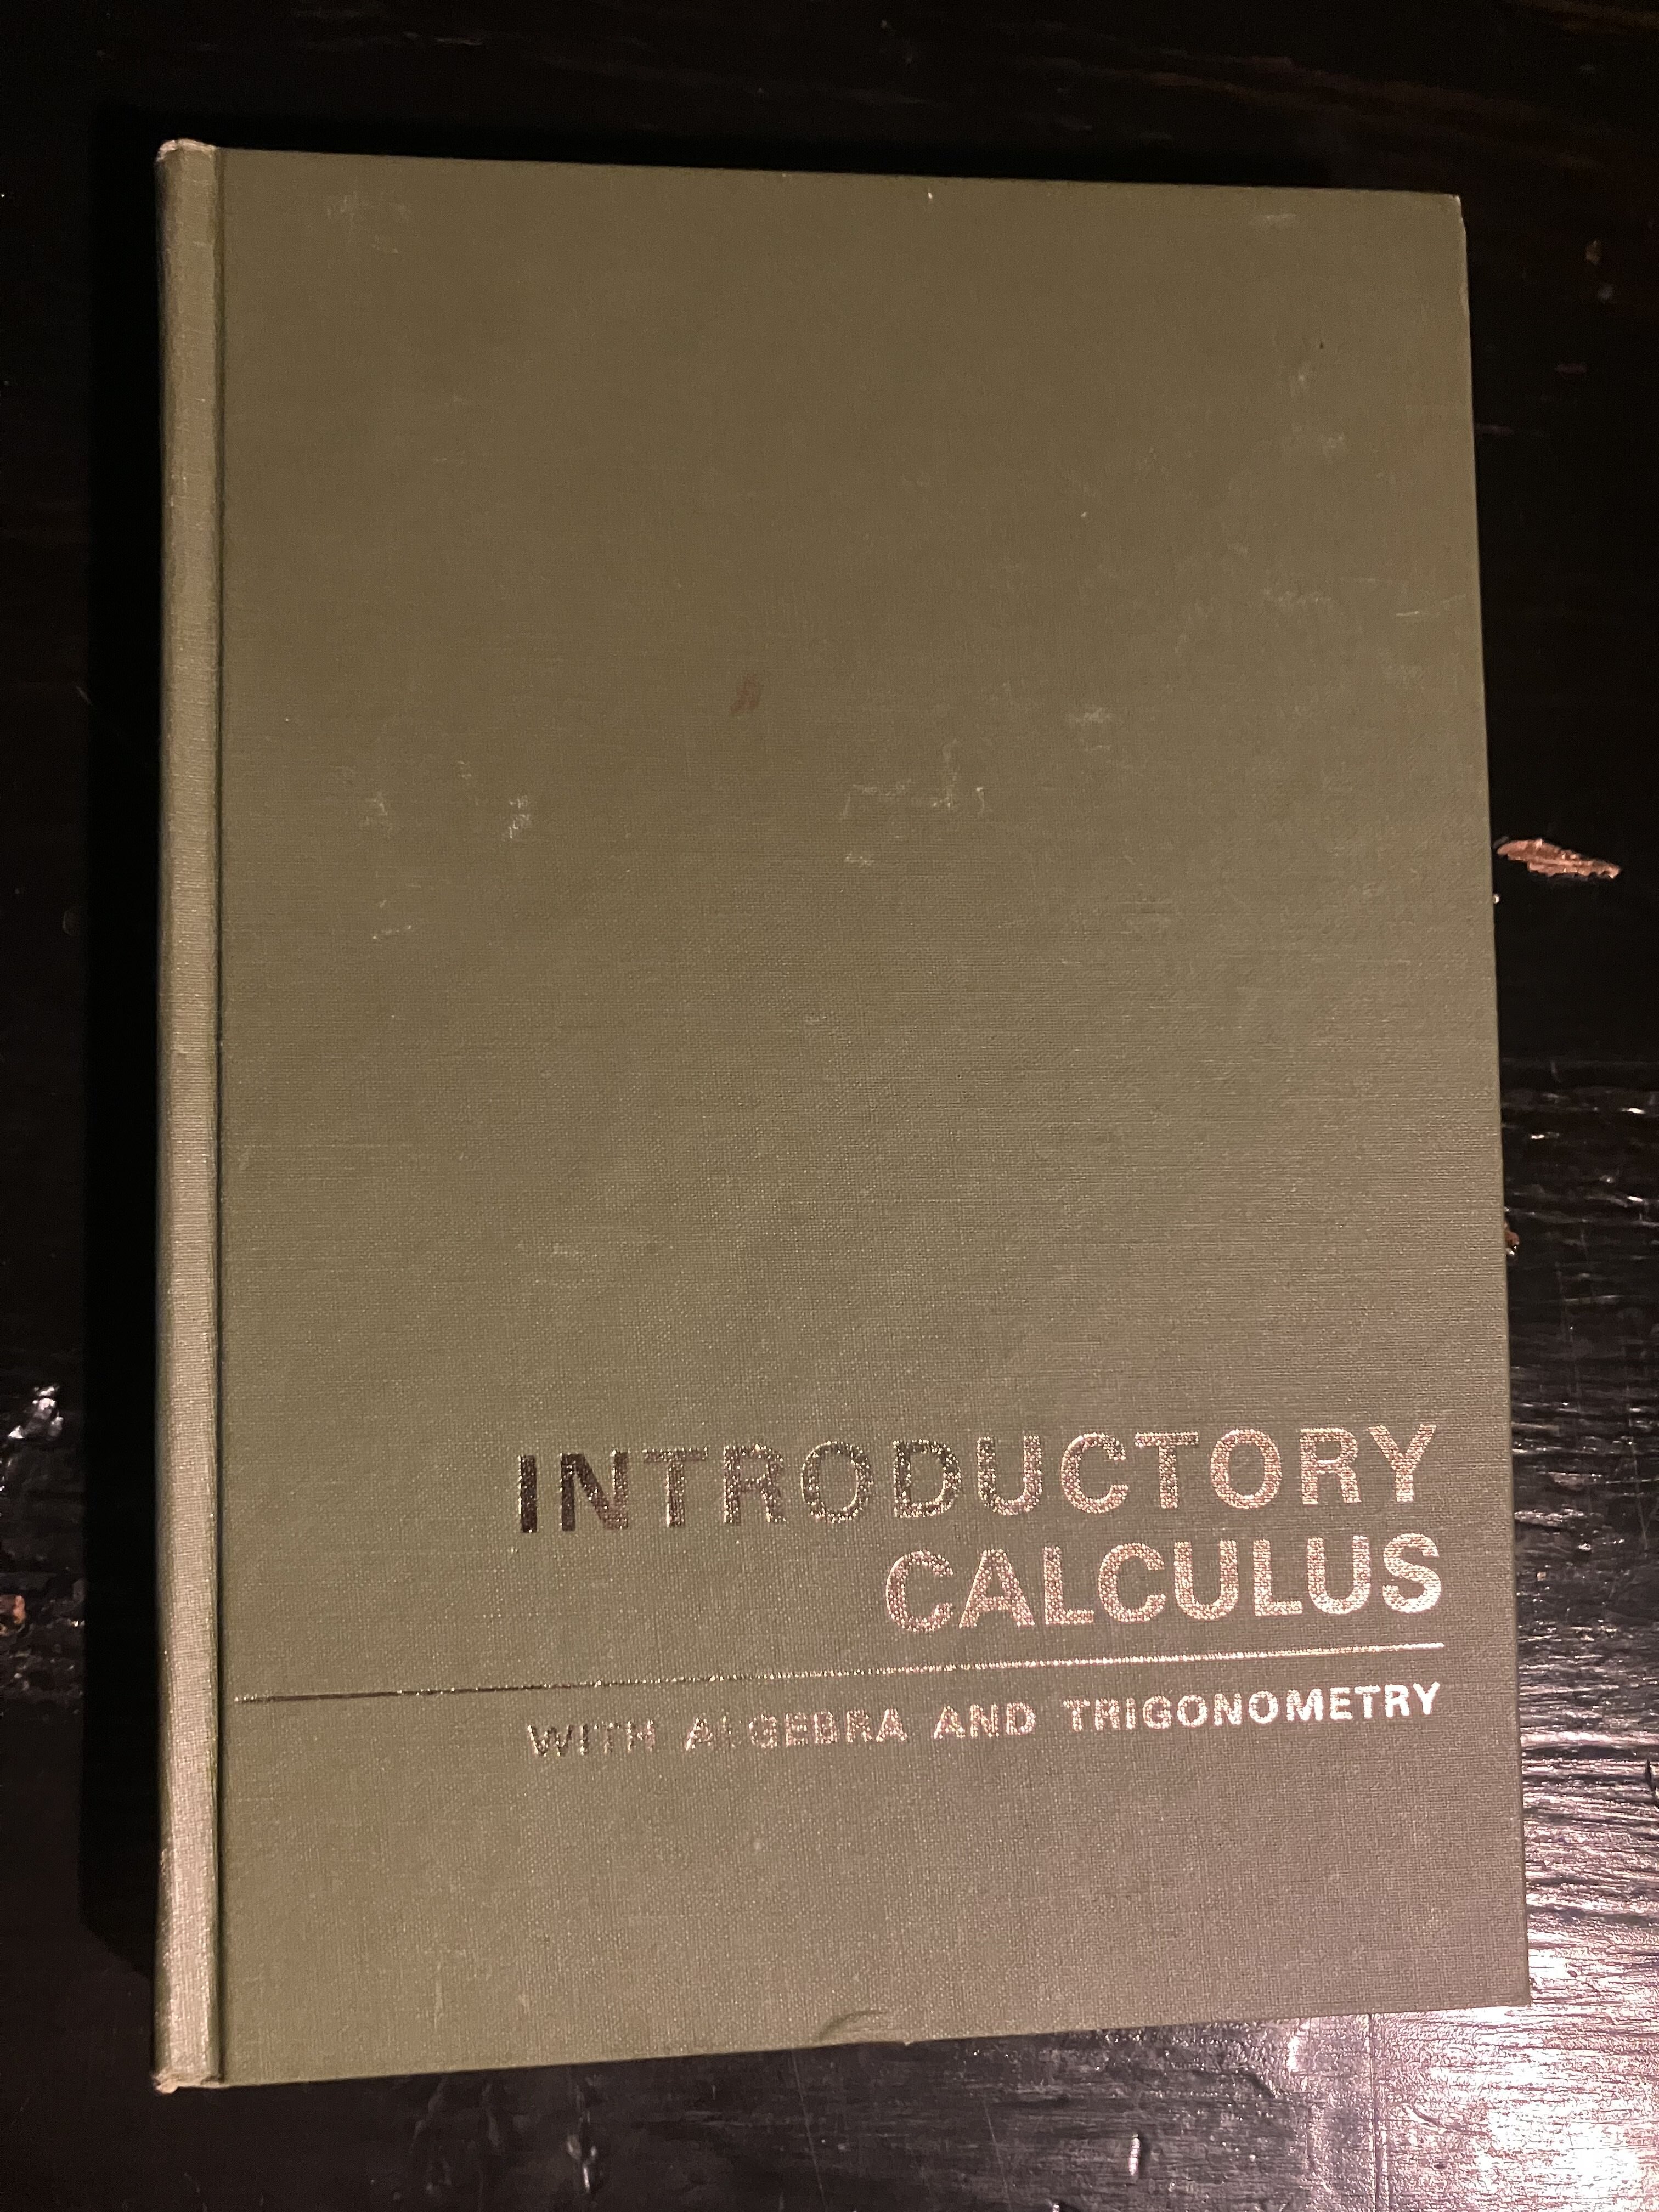 INTRODUCTORY
CALCULUS
WITH ALGEBRA AND TRIGONOMETRY